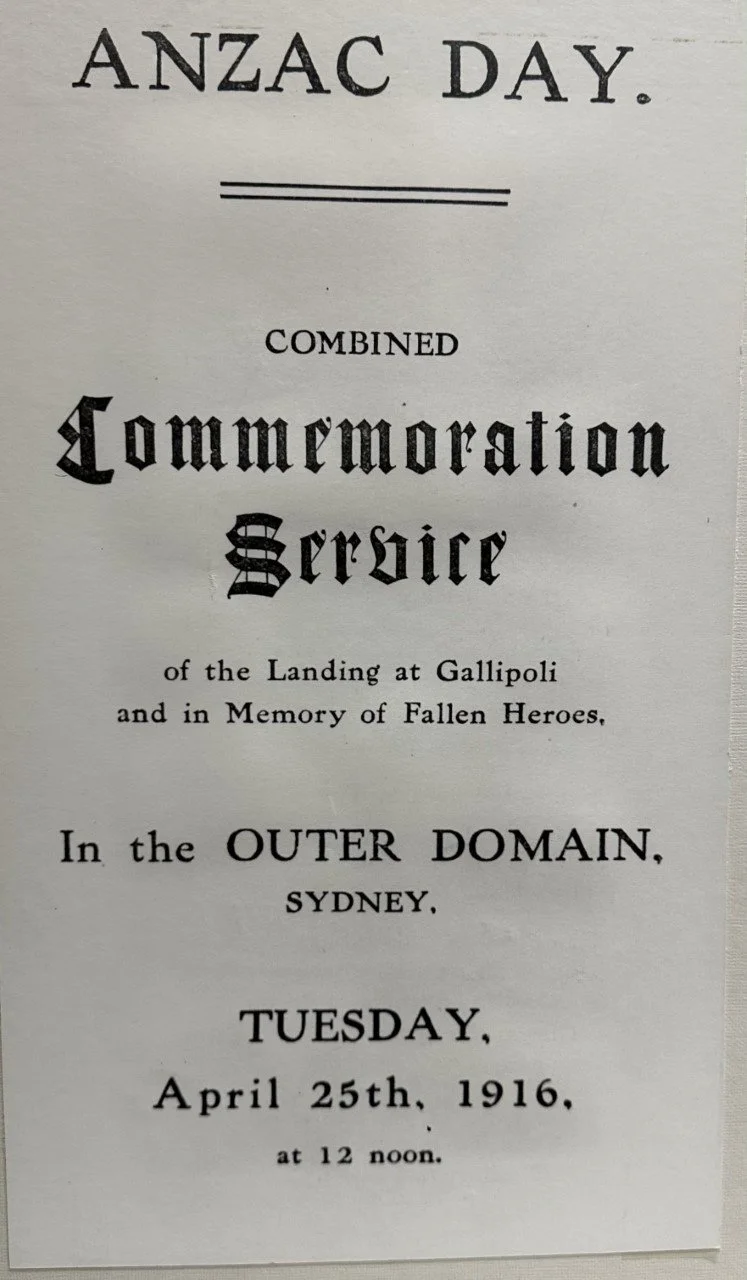 ANZAC DAY.
COMBINED
Commemoration
Service
of the Landing at Gallipoli
and in Memory of Fallen Heroes,
In the OUTER DOMAIN,
SYDNEY,
TUESDAY,
April 25th, 1916,
at 12 noon.